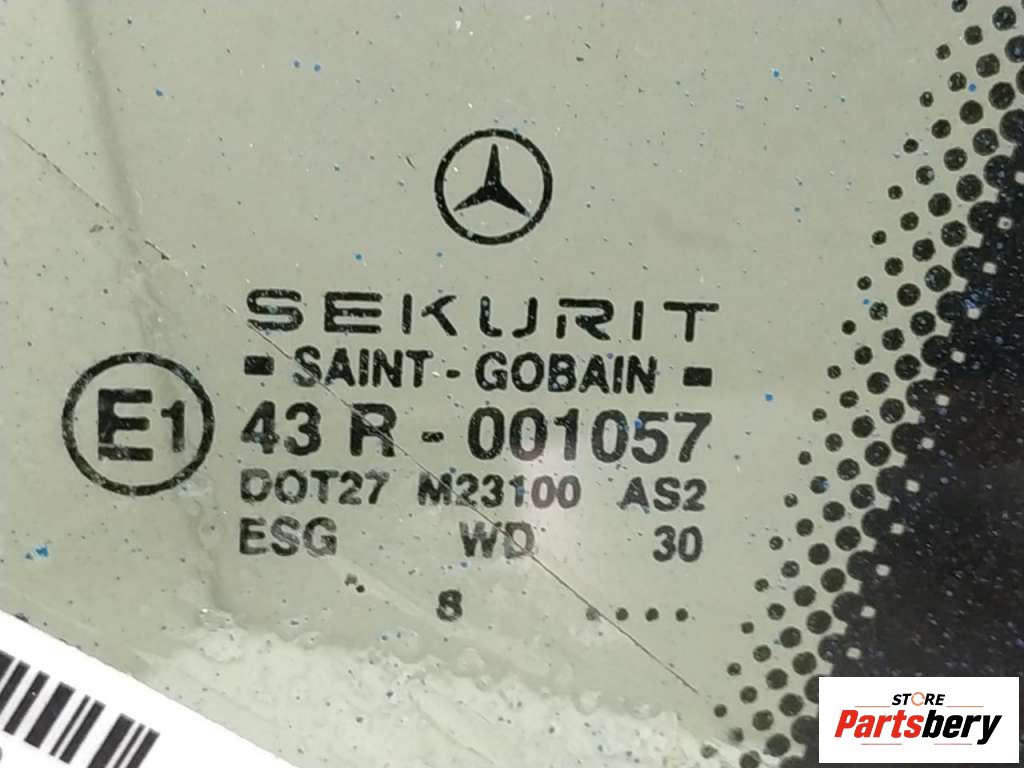 SEKURIT
SAINT-GOBAIN
E1
43 R - 001057
DOT27 M23100 AS2
ESG WD 30
8
STORE
Partsbery